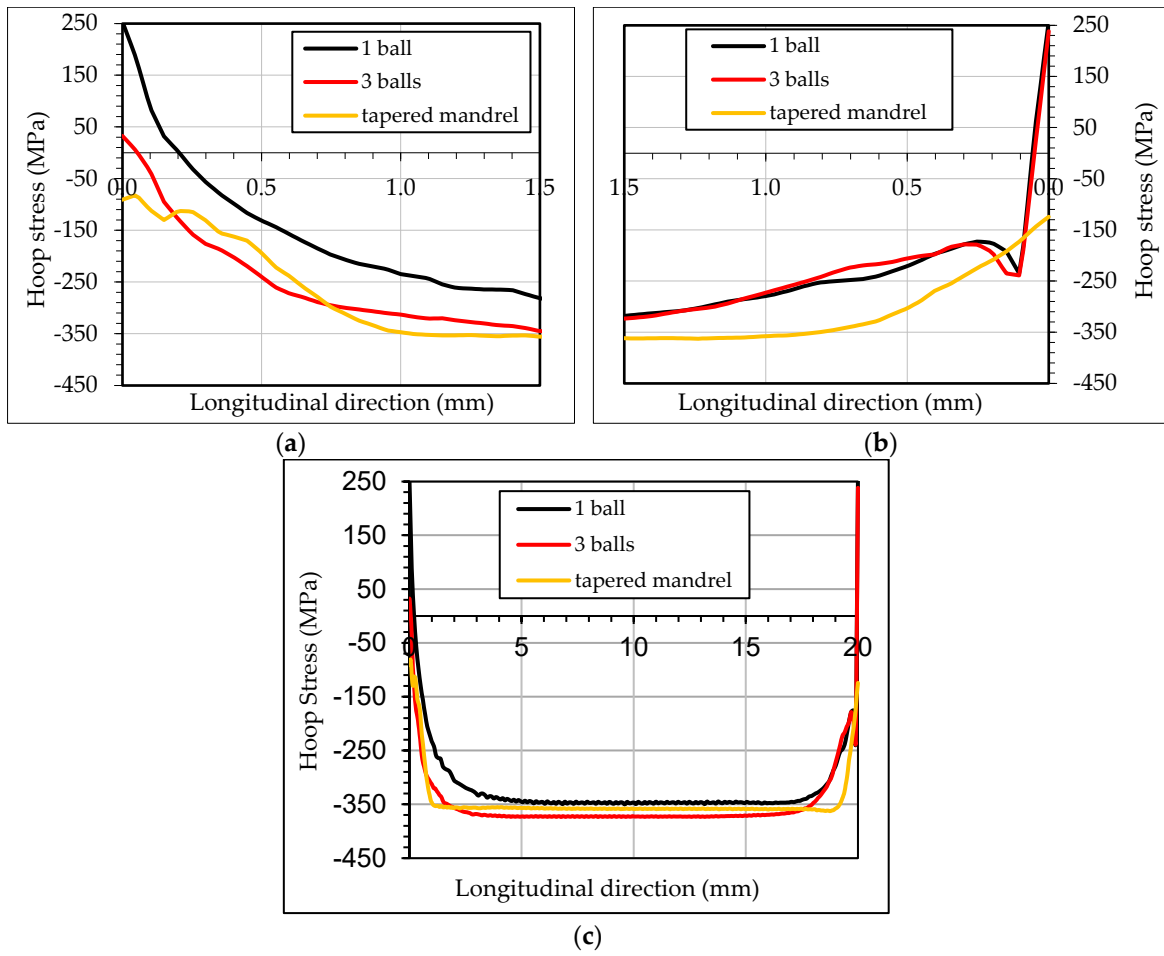 250
150
50
-50
-150
-250
-350
-450
Hoop stress (MPa)
1 ball
3 balls
tapered mandrel
0.0 0.5 1.0 15
Longitudinal direction (mm)
(a)
1 ball
3 balls
tapered mandrel
15 1.0 0.5 0.0
250
150
50
-50
-150
-250
-350
-450
Hoop stress (MPa)
Longitudinal direction (mm)
(b)
250
150
50
-50
-150
-250
-350
-450
Hoop Stress (MPa)
1 ball
3 balls
tapered mandrel
0 5 10 15 20
Longitudinal direction (mm)
(c)